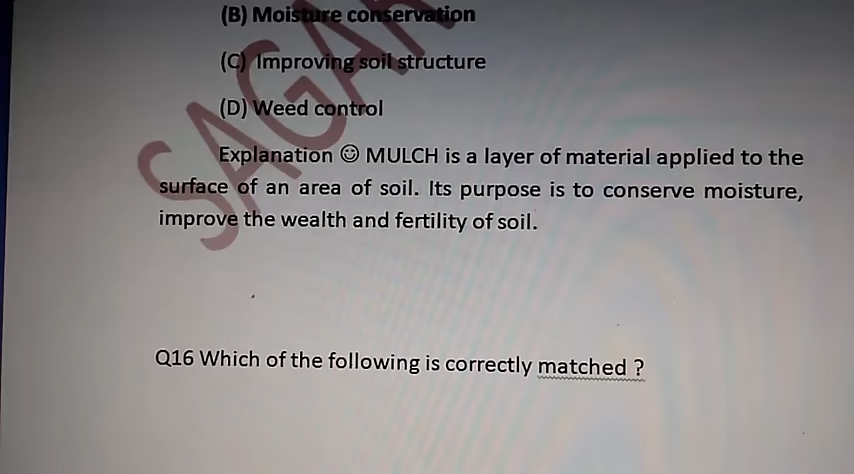 (B) Moisture conservation
(C) Improving soil structure
(D) Weed control
Explanation ☺ MULCH is a layer of material applied to the
surface of an area of soil. Its purpose is to conserve moisture,
improve the wealth and fertility of soil.
Q16 Which of the following is correctly matched ?
SAGAR